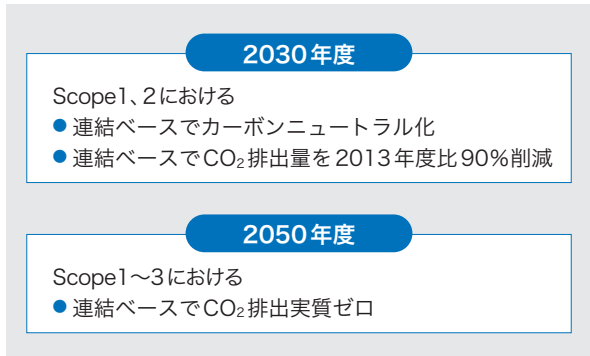 2030年度
Scope1、2における
●連結ベースでカーボンニュートラル化
●連結ベースでCO₂排出量を2013年度比90%削減
2050年度
Scope1〜3における
●連結ベースでCO₂排出実質ゼロ